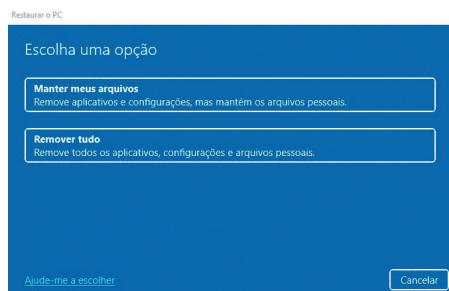 Restaurar o PC
Escolha uma opção
Manter meus arquivos
Remove aplicativos e configurações, mas mantém os arquivos pessoais.
Remover tudo
Remove todos os aplicativos, configurações e arquivos pessoais.
Ajude-me a escolher
Cancelar